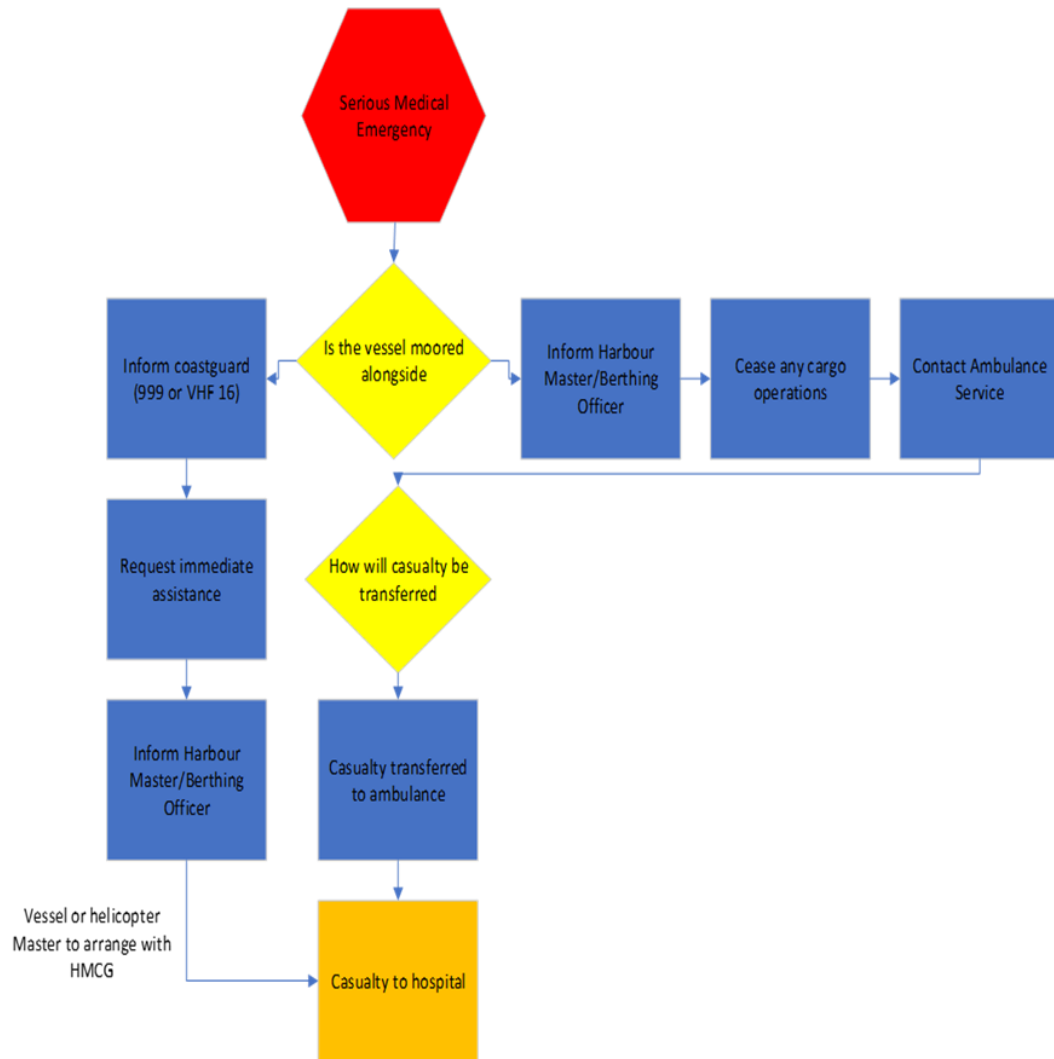 Serious Medical
Emergency
Is the vessel moored
alongside
Inform coastguard
(999 or VHF 16)
Inform Harbour
Master/Berthing
Officer
Cease any cargo
operations
Contact Ambulance
Service
Request immediate
assistance
How will casualty be
transferred
Inform Harbour
Master/Berthing
Officer
Casualty transferred
to ambulance
Vessel or helicopter
Master to arrange with
HMCG
Casualty to hospital